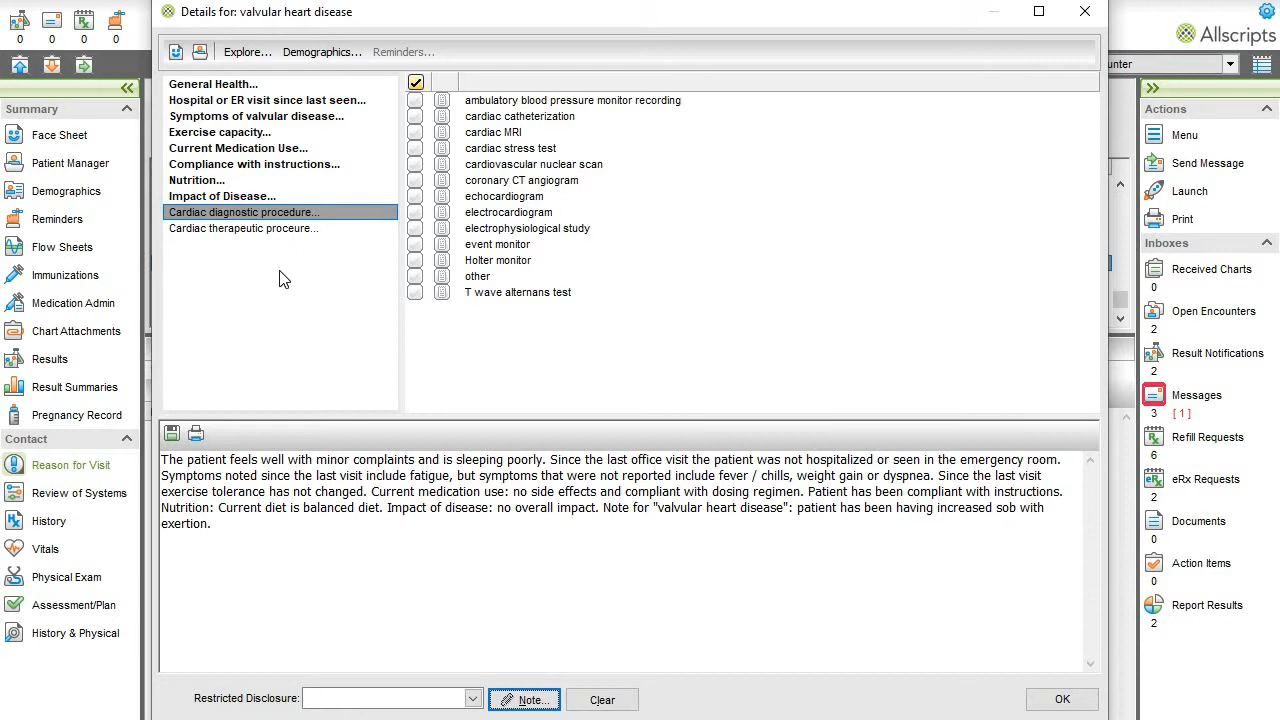 Details for: valvular heart disease
Allscripts
0 0 0 0
Explore... Demographics... Reminders...
unter
Summary
Face Sheet
Patient Manager
Demographics
Reminders
Flow Sheets
Immunizations
Medication Admin
Chart Attachments
Results
Result Summaries
Pregnancy Record
Contact
Reason for Visit
Review of Systems
History
Vitals
Physical Exam
Assessment/Plan
History & Physical
General Health...
Hospital or ER visit since last seen...
Symptoms of valvular disease...
Exercise capacity...
Current Medication Use...
Compliance with instructions...
Nutrition...
Impact of Disease...
Cardiac diagnostic procedure...
Cardiac therapeutic proceure...
ambulatory blood pressure monitor recording
cardiac catheterization
cardiac MRI
cardiac stress test
cardiovascular nuclear scan
coronary CT angiogram
echocardiogram
electrocardiogram
electrophysiological study
event monitor
Holter monitor
other
T wave alternans test
The patient feels well with minor complaints and is sleeping poorly. Since the last office visit the patient was not hospitalized or seen in the emergency room.
Symptoms noted since the last visit include fatigue, but symptoms that were not reported include fever / chills, weight gain or dyspnea. Since the last visit
exercise tolerance has not changed. Current medication use: no side effects and compliant with dosing regimen. Patient has been compliant with instructions.
Nutrition: Current diet is balanced diet. Impact of disease: no overall impact. Note for "valvular heart disease": patient has been having increased sob with
exertion.
Restricted Disclosure:
Note...
Clear
OK
Actions
Menu
Send Message
Launch
Print
Inboxes
Received Charts
0
Open Encounters
2
Result Notifications
2
Messages
3 [ 1 ]
Refill Requests
6
eRx Requests
2
Documents
0
Action Items
0
Report Results
2